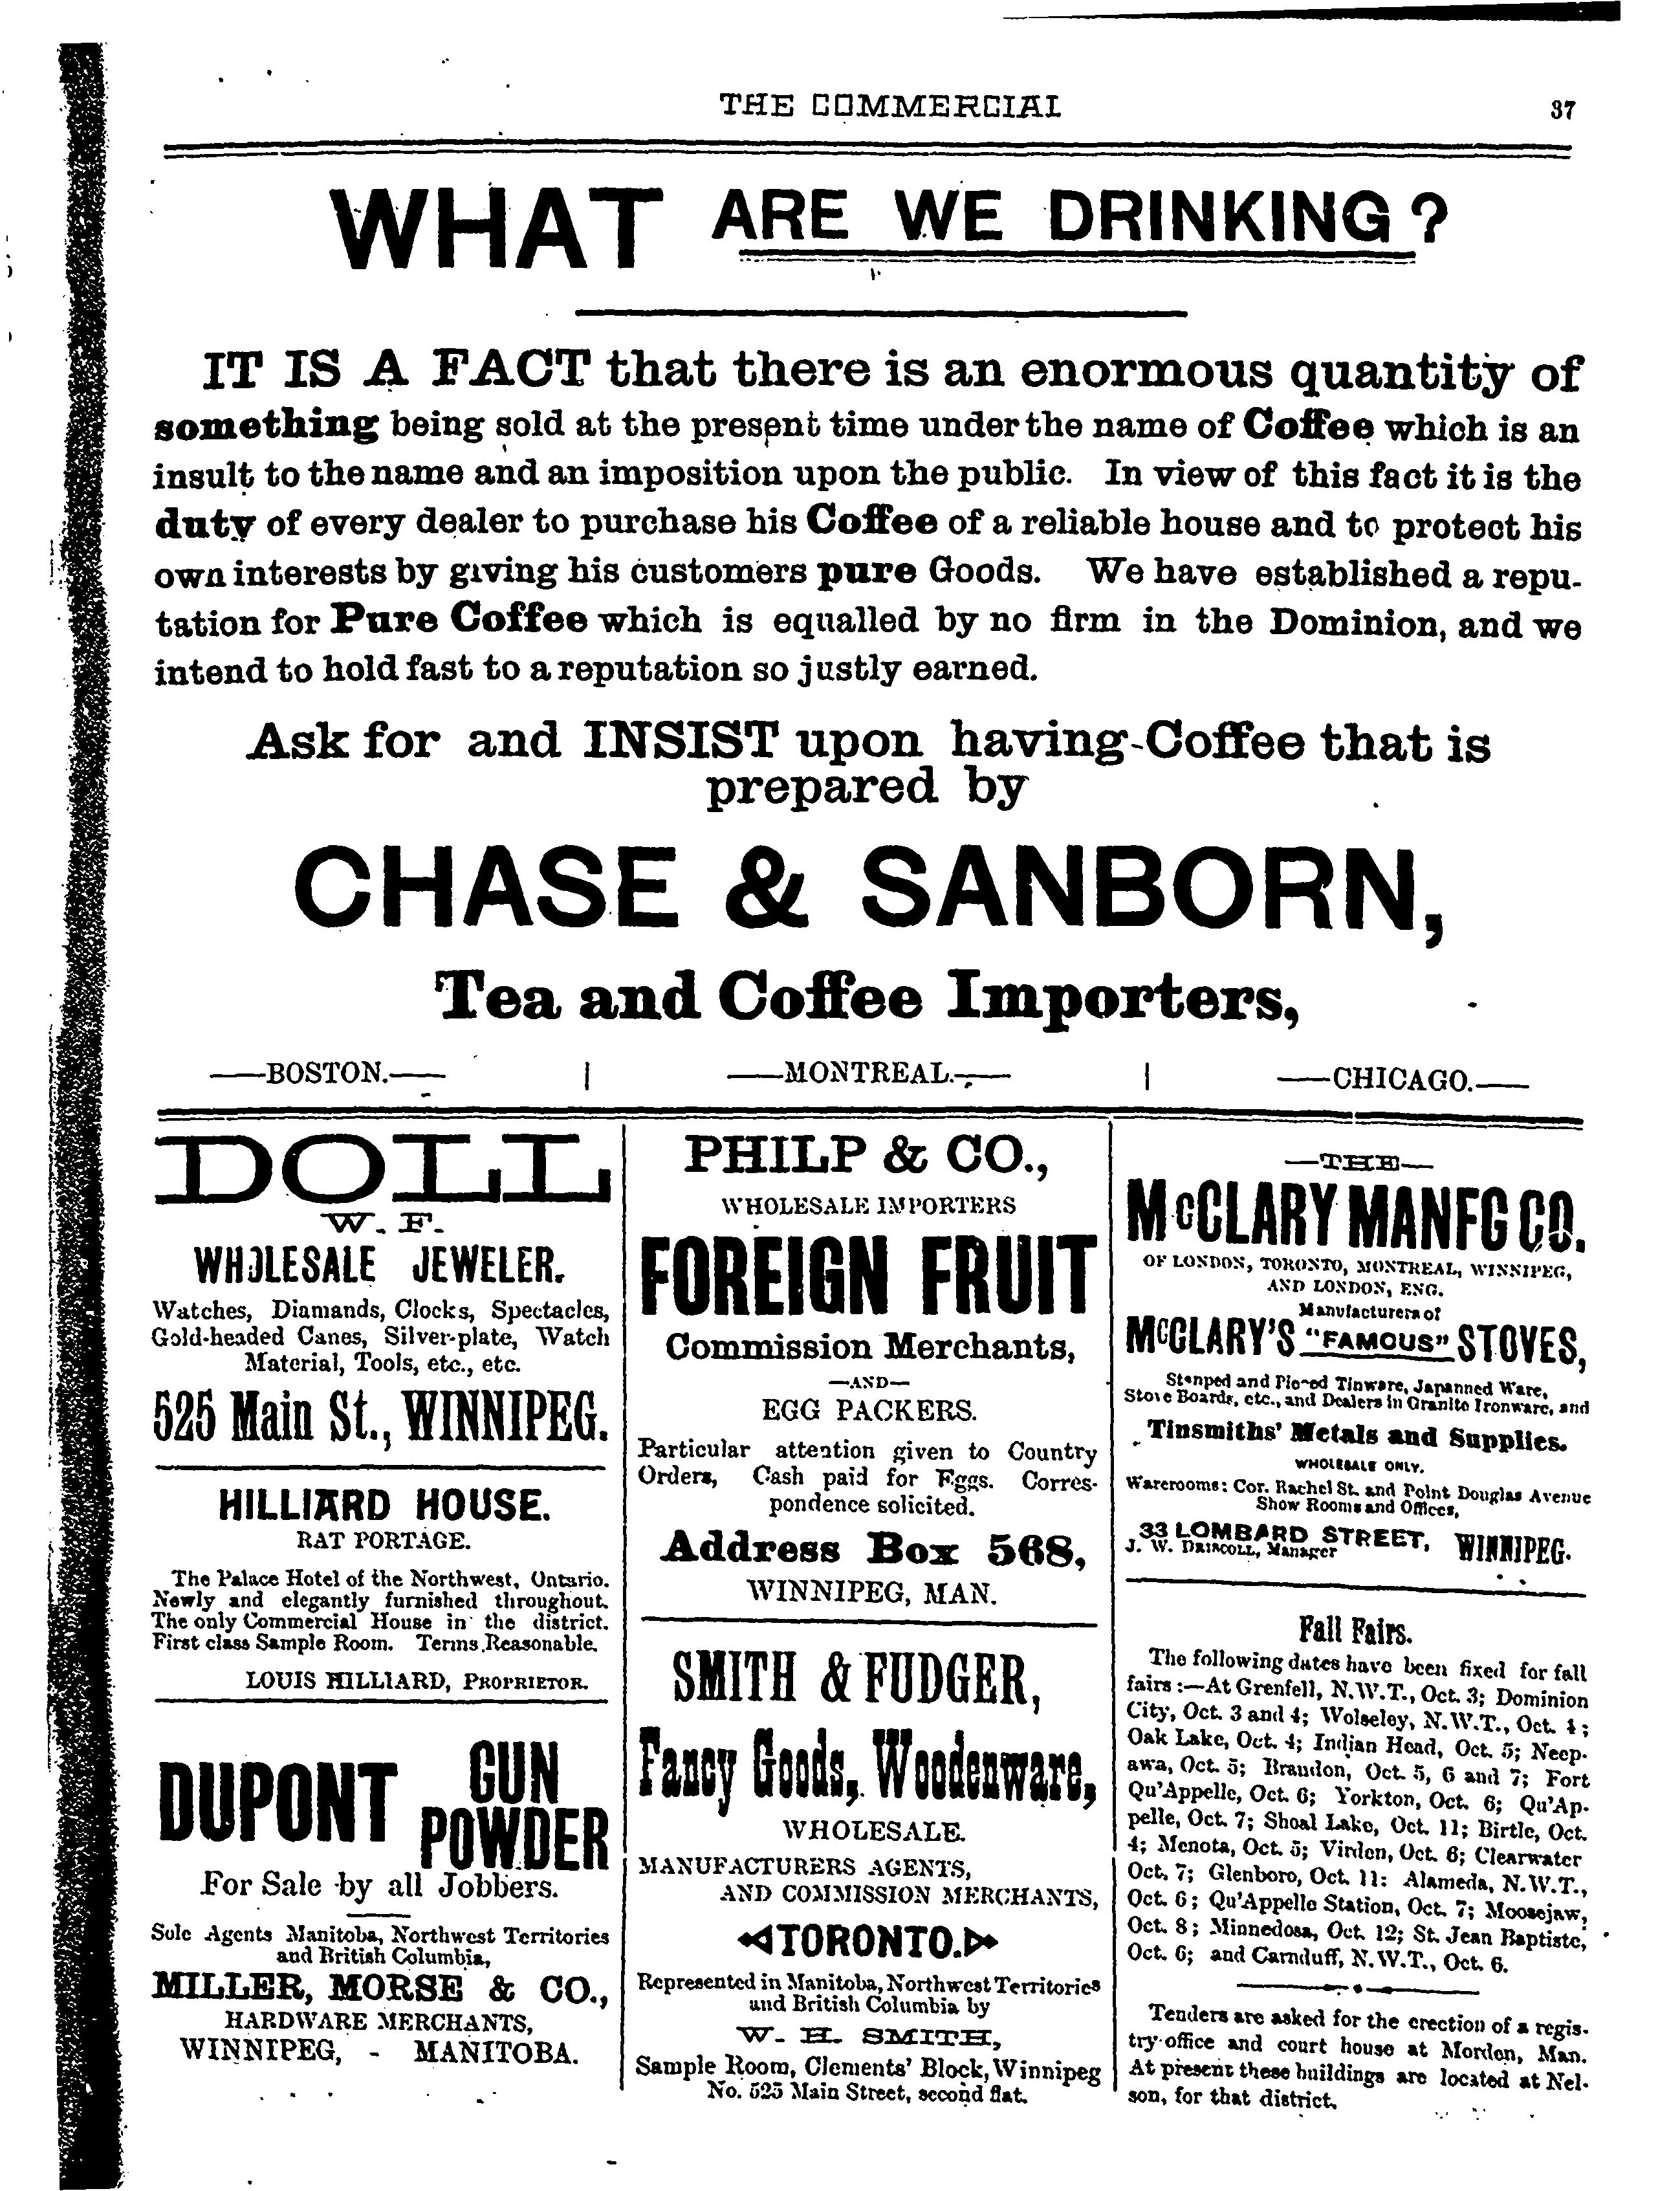 THE COMMERCIAL
37
WHAT ARE WE DRINKING?
IT IS A FACT that there is an enormous quantity of
something being sold at the present time under the name of Coffee which is an
insult to the name and an imposition upon the public. In view of this fact it is the
duty of every dealer to purchase his Coffee of a reliable house and to protect his
own interests by giving his customers pure Goods. We have established a repu-
tation for Pure Coffee which is equalled by no firm in the Dominion, and we
intend to hold fast to a reputation so justly earned.
Ask for and INSIST upon having-Coffee that is
prepared by
CHASE & SANBORN,
Tea and Coffee Importers,
—BOSTON.— | —MONTREAL.— | —CHICAGO.—
DOLL
W. F.
WHOLESALE JEWELER.
Watches, Diamands, Clocks, Spectacles,
Gold-headed Canes, Silver-plate, Watch
Material, Tools, etc., etc.
525 Main St., WINNIPEG.
HILLIARD HOUSE.
RAT PORTAGE.
The Palace Hotel of the Northwest, Ontario.
Newly and elegantly furnished throughout.
The only Commercial House in the district.
First class Sample Room. Terms Reasonable.
LOUIS HILLIARD, PROPRIETOR.
DUPONT GUN
POWDER
For Sale by all Jobbers.
Sole Agents Manitoba, Northwest Territories
and British Columbia,
MILLER, MORSE & CO.,
HARDWARE MERCHANTS,
WINNIPEG, - MANITOBA.
PHILP & CO.,
WHOLESALE IMPORTERS
FOREIGN FRUIT
Commission Merchants,
—AND—
EGG PACKERS.
Particular attention given to Country
Orders, Cash paid for Eggs. Corres-
pondence solicited.
Address Box 568,
WINNIPEG, MAN.
SMITH & FUDGER,
Fancy Goods, Woodenware,
WHOLESALE.
MANUFACTURERS AGENTS,
AND COMMISSION MERCHANTS,
TORONTO.
Represented in Manitoba, Northwest Territories
and British Columbia by
W. H. SMITH,
Sample Room, Clements' Block, Winnipeg
No. 525 Main Street, second flat.
—THE—
McCLARY MANFG CO.
OF LONDON, TORONTO, MONTREAL, WINNIPEG,
AND LONDON, ENG.
Manufacturers of
McCLARY'S "FAMOUS" STOVES,
Stamped and Pieced Tinware, Japanned Ware,
Stove Boards, etc., and Dealers in Granite Ironware, and
Tinsmiths' Metals and Supplies.
WHOLESALE ONLY.
Warerooms: Cor. Rachel St. and Point Douglas Avenue
Show Rooms and Offices,
33 LOMBARD STREET, WINNIPEG.
J. W. DRISCOLL, Manager
Fall Fairs.
The following dates have been fixed for fall
fairs :—At Grenfell, N.W.T., Oct. 3; Dominion
City, Oct. 3 and 4; Wolseley, N.W.T., Oct. 4;
Oak Lake, Oct. 4; Indian Head, Oct. 5; Neep-
awa, Oct. 5; Brandon, Oct. 5, 6 and 7; Fort
Qu'Appelle, Oct. 6; Yorkton, Oct. 6; Qu'Ap-
pelle, Oct. 7; Shoal Lake, Oct. 11; Birtle, Oct.
4; Menota, Oct. 5; Virden, Oct. 6; Clearwater
Oct. 7; Glenboro, Oct. 11: Alameda, N.W.T.,
Oct. 6; Qu'Appelle Station, Oct. 7; Moosejaw,
Oct. 8; Minnedosa, Oct. 12; St. Jean Baptiste,
Oct. 6; and Carnduff, N.W.T., Oct. 6.
Tenders are asked for the erection of a regis-
try office and court house at Morden, Man.
At present these buildings are located at Nel-
son, for that district.